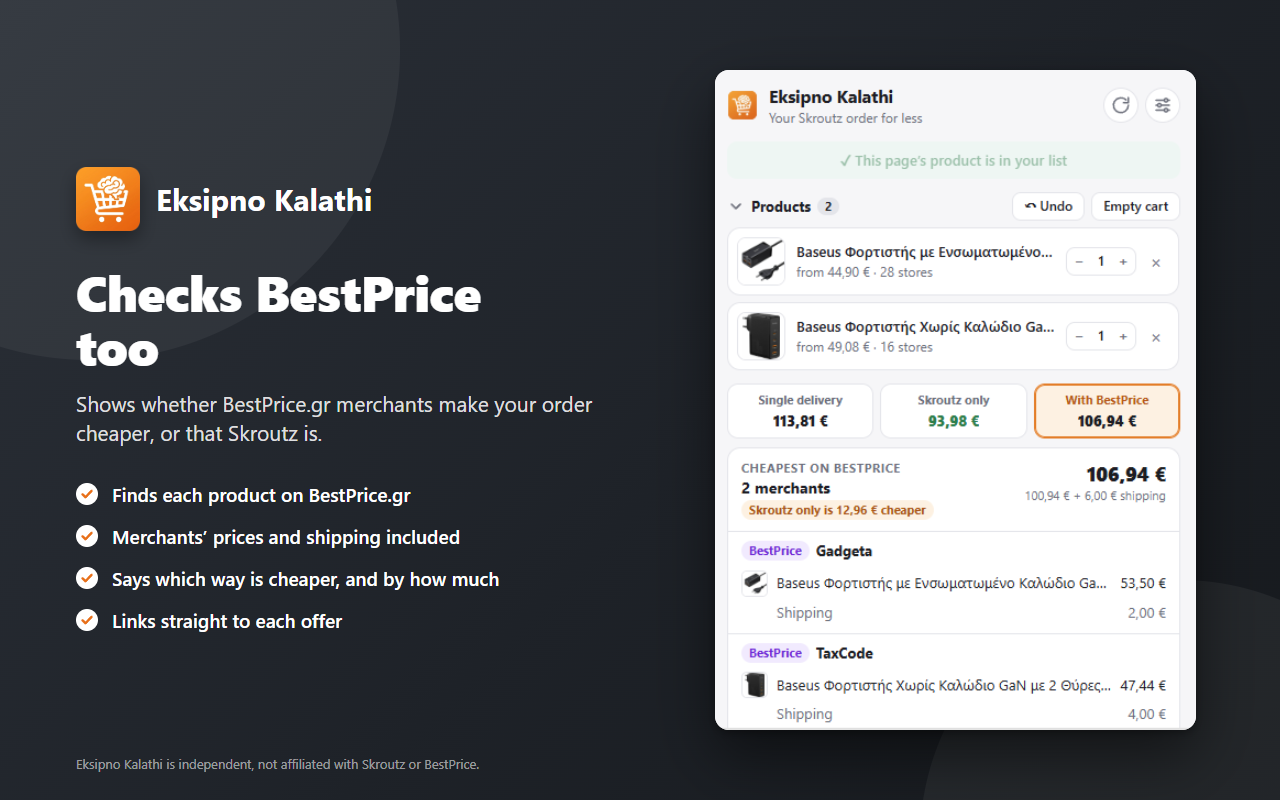 Eksipno Kalathi
Checks BestPrice
too
Shows whether BestPrice.gr merchants make your order
cheaper, or that Skroutz is.
Finds each product on BestPrice.gr
Merchants’ prices and shipping included
Says which way is cheaper, and by how much
Links straight to each offer
Eksipno Kalathi is independent, not affiliated with Skroutz or BestPrice.
Eksipno Kalathi
Your Skroutz order for less
✓ This page's product is in your list
Products 2
↶ Undo
Empty cart
Baseus Φορτιστής με Ενσωματωμένο...
from 44,90 € · 28 stores
− 1 + ×
Baseus Φορτιστής Χωρίς Καλώδιο Ga...
from 49,08 € · 16 stores
− 1 + ×
Single delivery
113,81 €
Skroutz only
93,98 €
With BestPrice
106,94 €
CHEAPEST ON BESTPRICE
2 merchants
Skroutz only is 12,96 € cheaper
106,94 €
100,94 € + 6,00 € shipping
BestPrice Gadgeta
Baseus Φορτιστής με Ενσωματωμένο Καλώδιο Ga... 53,50 €
Shipping 2,00 €
BestPrice TaxCode
Baseus Φορτιστής Χωρίς Καλώδιο GaN με 2 Θύρες... 47,44 €
Shipping 4,00 €